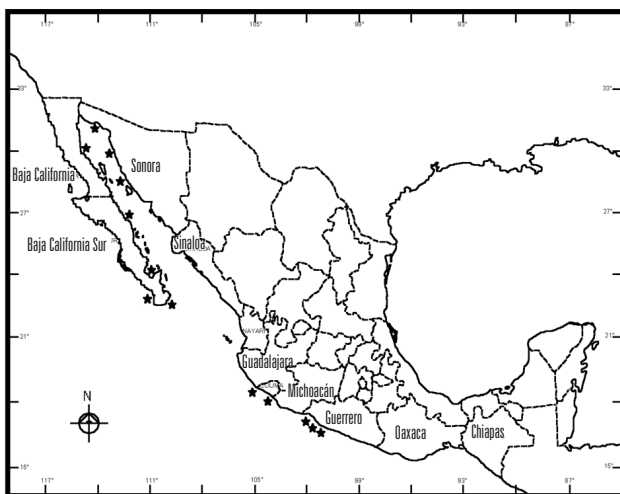 117° 111° 105° 99° 93° 87°
33° 33°
Sonora
Baja California
27° 27°
Baja California Sur
Sinaloa
NAYARI
21° 21°
Guadalajara
Michoacán
N
Guerrero
Oaxaca
Chiapas
15° 15°
117° 111° 105° 99° 93° 87°